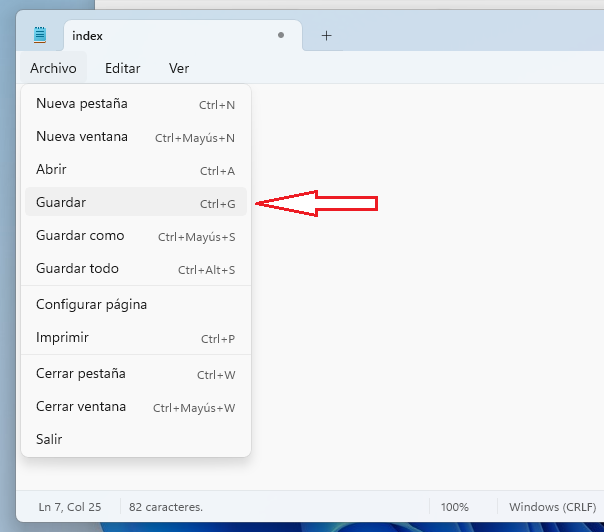 index
Archivo Editar Ver
Nueva pestaña Ctrl+N
Nueva ventana Ctrl+Mayús+N
Abrir Ctrl+A
Guardar Ctrl+G
Guardar como Ctrl+Mayús+S
Guardar todo Ctrl+Alt+S
Configurar página
Imprimir Ctrl+P
Cerrar pestaña Ctrl+W
Cerrar ventana Ctrl+Mayús+W
Salir
Ln 7, Col 25 82 caracteres. 100% Windows (CRLF)